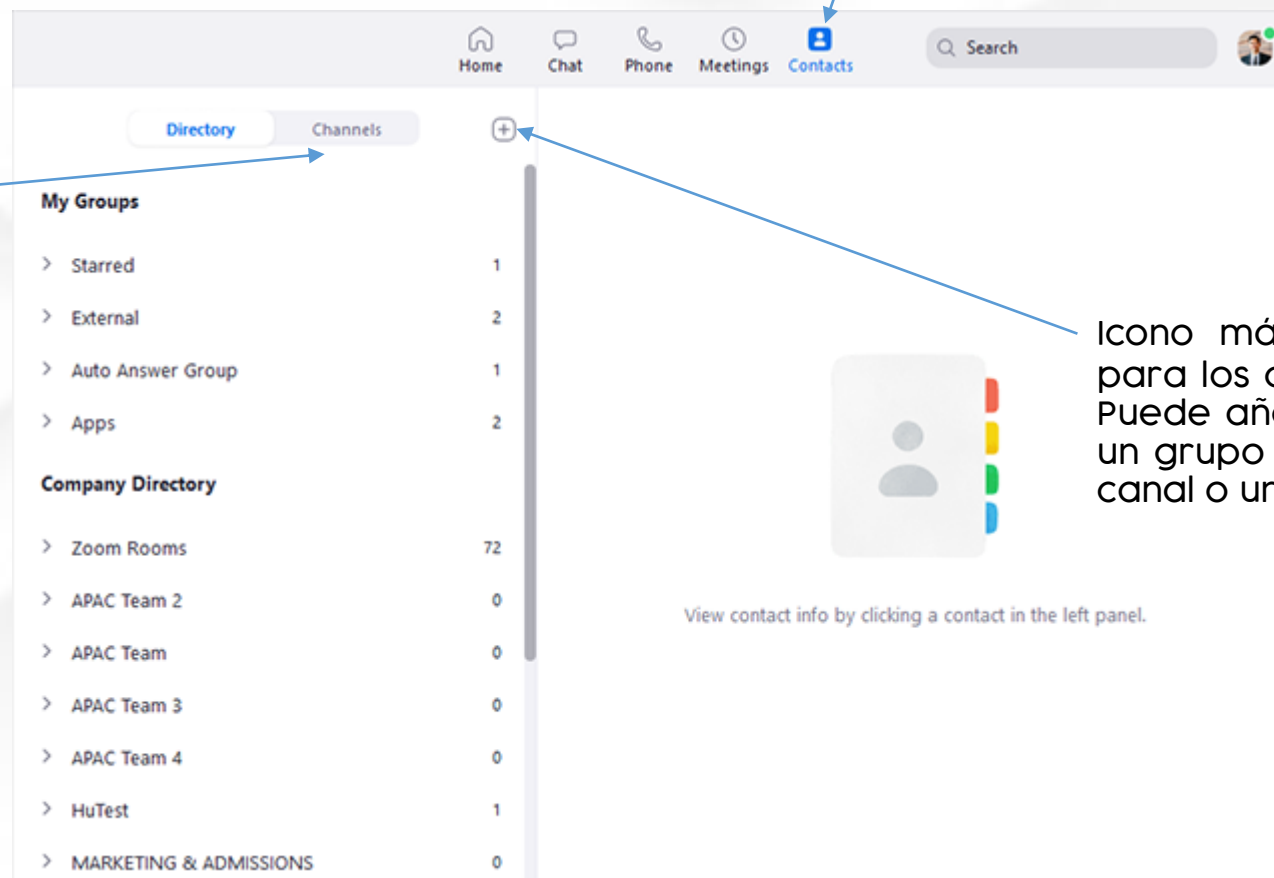 Home Chat Phone Meetings Contacts Search
Directory Channels
My Groups
Starred 1
External 2
Auto Answer Group 1
Apps 2
Company Directory
Zoom Rooms 72
APAC Team 2 0
APAC Team 0
APAC Team 3 0
APAC Team 4 0
HuTest 1
MARKETING & ADMISSIONS 0
View contact info by clicking a contact in the left panel.
Icono
para los
Puede
un grupo
canal o